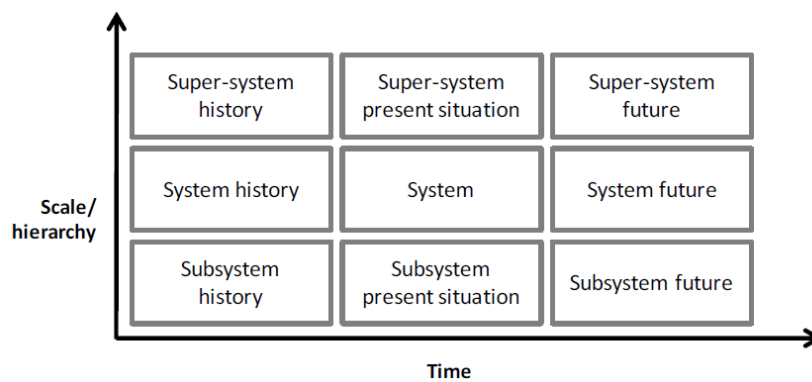 Super-system
history
Super-system
present situation
Super-system
future
Scale/
hierarchy
System history
System
System future
Subsystem
history
Subsystem
present situation
Subsystem future
Time